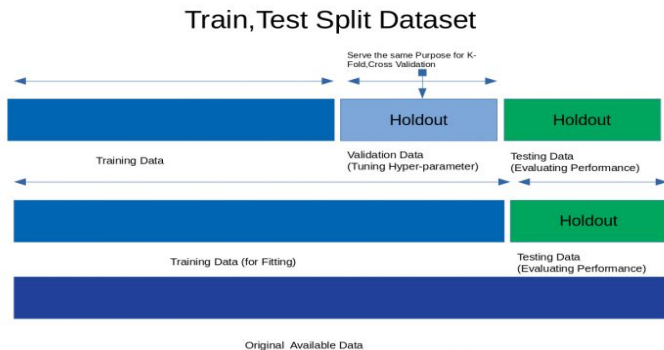 Train,Test Split Dataset
Serve the same Purpose for K-
Fold,Cross Validation
Holdout
Holdout
Training Data
Validation Data
(Tuning Hyper-parameter)
Testing Data
(Evaluating Performance)
Holdout
Training Data (for Fitting)
Testing Data
(Evaluating Performance)
Original Available Data